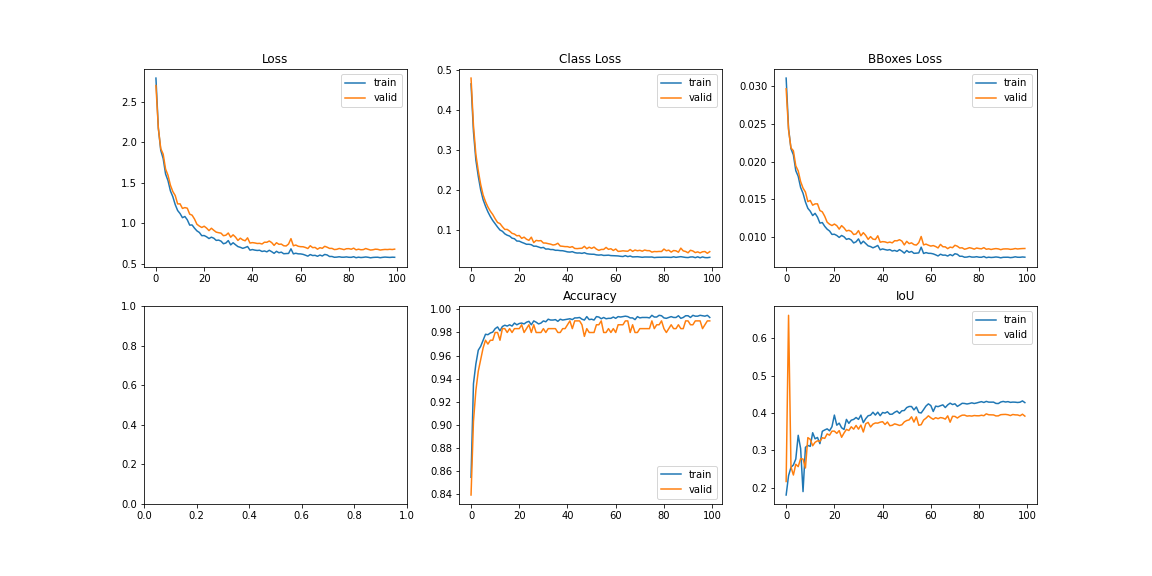 Loss
train
valid
2.5
2.0
1.5
1.0
0.5
0 20 40 60 80 100
Class Loss
train
valid
0.5
0.4
0.3
0.2
0.1
0 20 40 60 80 100
BBoxes Loss
train
valid
0.030
0.025
0.020
0.015
0.010
0 20 40 60 80 100
1.0
0.8
0.6
0.4
0.2
0.0
0.0 0.2 0.4 0.6 0.8 1.0
Accuracy
1.00
0.98
0.96
0.94
0.92
0.90
0.88
0.86
0.84
train
valid
0 20 40 60 80 100
IoU
train
valid
0.6
0.5
0.4
0.3
0.2
0 20 40 60 80 100